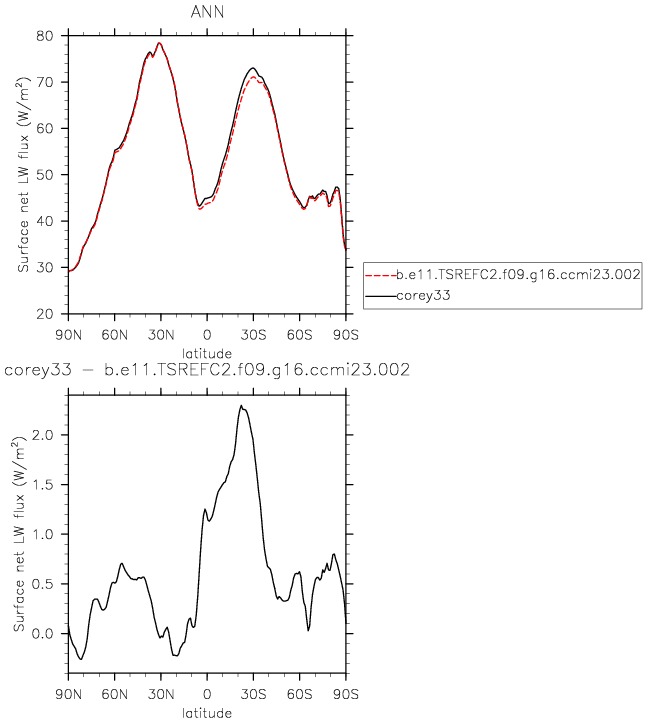 ANN
80
70
60
50
40
30
20
Surface net LW flux (W/m²)
90N 60N 30N 0 30S 60S 90S
latitude
b.e11.TSREFC2.f09.g16.ccmi23.002
corey33
corey33 − b.e11.TSREFC2.f09.g16.ccmi23.002
2.0
1.5
1.0
0.5
0.0
Surface net LW flux (W/m²)
90N 60N 30N 0 30S 60S 90S
latitude